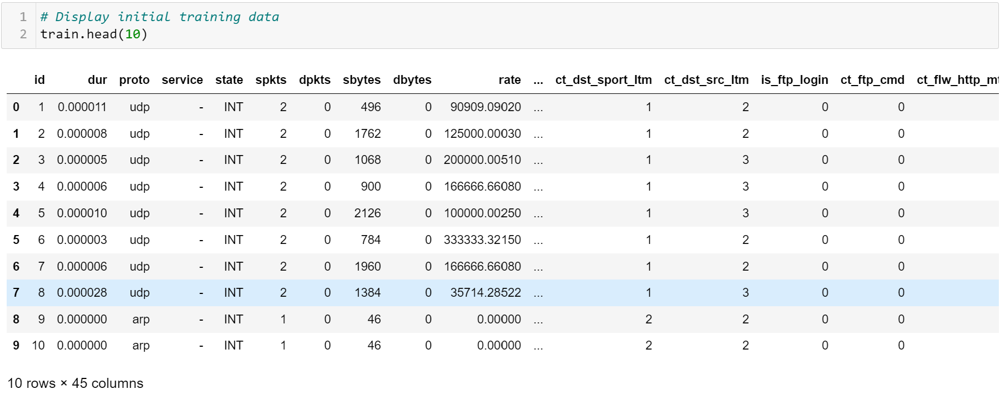 1 # Display initial training data
2 train.head(10)
id dur proto service state spkts dpkts sbytes dbytes rate ... ct_dst_sport_ltm ct_dst_src_ltm is_ftp_login ct_ftp_cmd ct_flw_http_mt
0 1 0.000011 udp - INT 2 0 496 0 90909.09020 ... 1 2 0 0
1 2 0.000008 udp - INT 2 0 1762 0 125000.00030 ... 1 2 0 0
2 3 0.000005 udp - INT 2 0 1068 0 200000.00510 ... 1 3 0 0
3 4 0.000006 udp - INT 2 0 900 0 166666.66080 ... 1 3 0 0
4 5 0.000010 udp - INT 2 0 2126 0 100000.00250 ... 1 3 0 0
5 6 0.000003 udp - INT 2 0 784 0 333333.32150 ... 1 2 0 0
6 7 0.000006 udp - INT 2 0 1960 0 166666.66080 ... 1 2 0 0
7 8 0.000028 udp - INT 2 0 1384 0 35714.28522 ... 1 3 0 0
8 9 0.000000 arp - INT 1 0 46 0 0.00000 ... 2 2 0 0
9 10 0.000000 arp - INT 1 0 46 0 0.00000 ... 2 2 0 0
10 rows × 45 columns